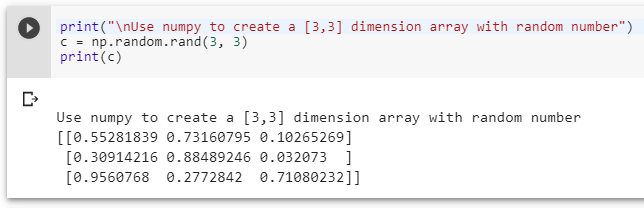 print("\nUse numpy to create a [3,3] dimension array with random number")
c = np.random.rand(3, 3)
print(c)
Use numpy to create a [3,3] dimension array with random number
[[0.55281839 0.73160795 0.10265269]
 [0.30914216 0.88489246 0.032073  ]
 [0.9560768  0.2772842  0.71080232]]